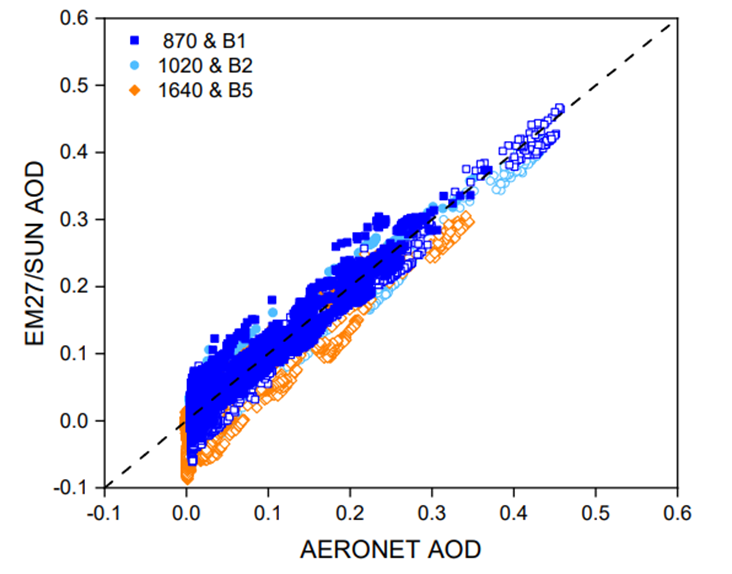 0.6
870 & B1
1020 & B2
1640 & B5
0.5
0.4
0.3
0.2
0.1
0.0
-0.1
EM27/SUN AOD
-0.1 0.0 0.1 0.2 0.3 0.4 0.5 0.6
AERONET AOD